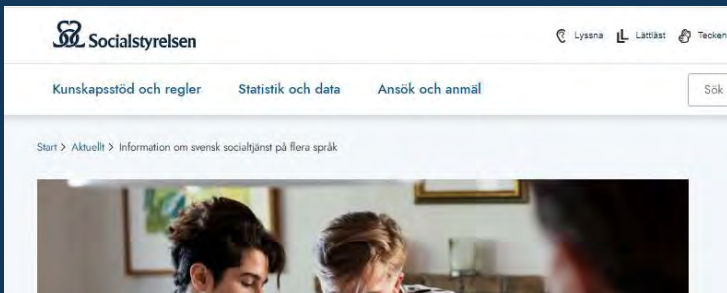 Socialstyrelsen
Lyssna Lättläst Tecken
Kunskapsstöd och regler Statistik och data Ansök och anmäl
Sök
Start > Aktuellt > Information om svensk socialtjänst på flera språk